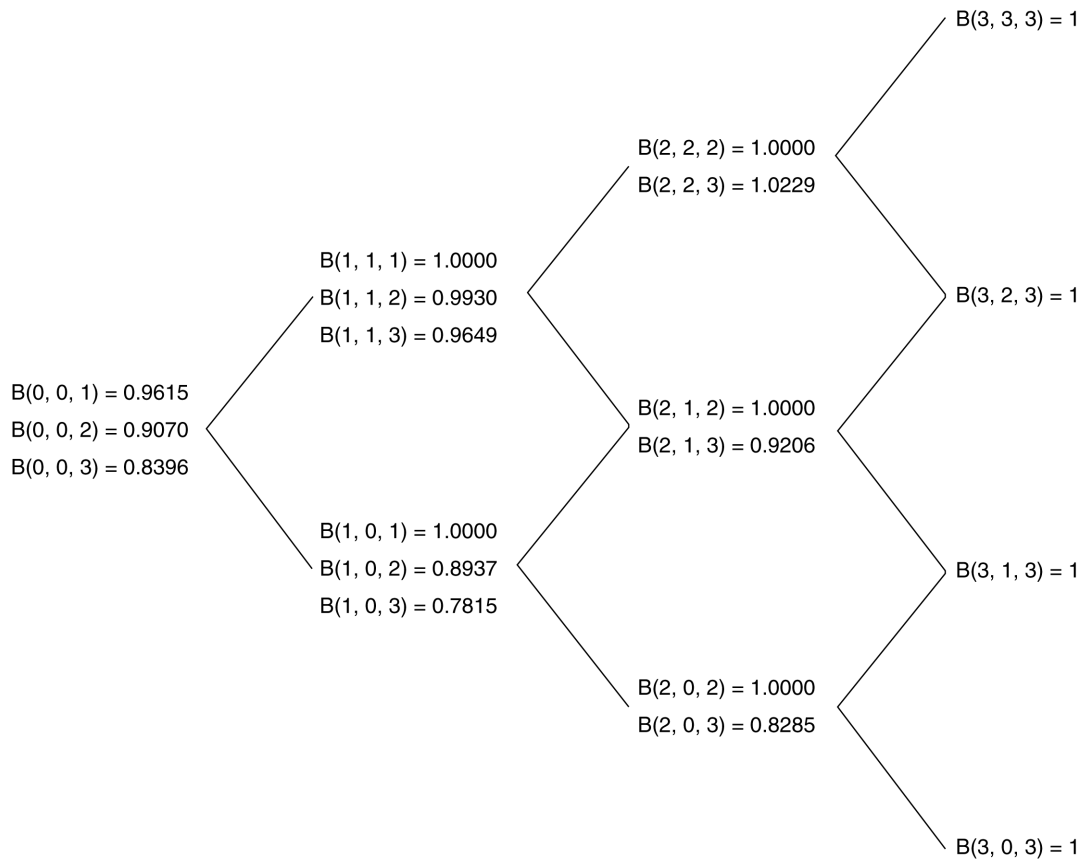 B(0, 0, 1) = 0.9615
B(0, 0, 2) = 0.9070
B(0, 0, 3) = 0.8396
B(1, 1, 1) = 1.0000
B(1, 1, 2) = 0.9930
B(1, 1, 3) = 0.9649
B(1, 0, 1) = 1.0000
B(1, 0, 2) = 0.8937
B(1, 0, 3) = 0.7815
B(2, 2, 2) = 1.0000
B(2, 2, 3) = 1.0229
B(2, 1, 2) = 1.0000
B(2, 1, 3) = 0.9206
B(2, 0, 2) = 1.0000
B(2, 0, 3) = 0.8285
B(3, 3, 3) = 1
B(3, 2, 3) = 1
B(3, 1, 3) = 1
B(3, 0, 3) = 1